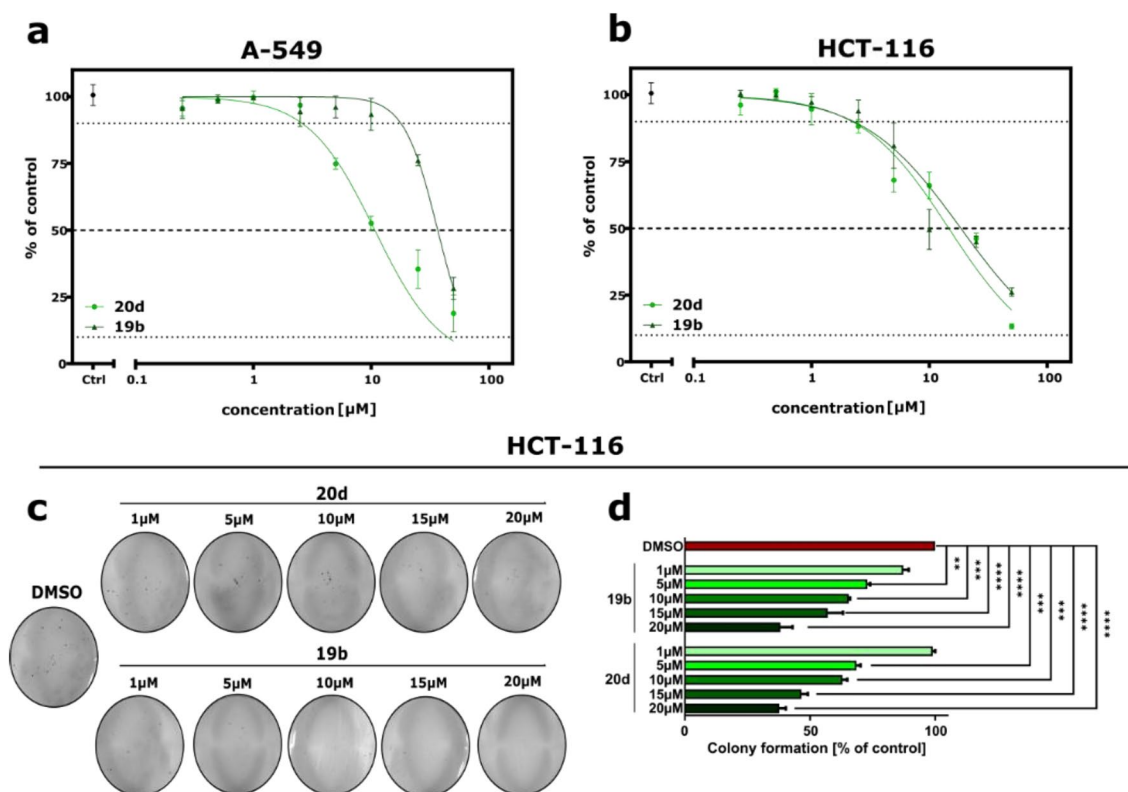 a
A-549
% of control
100
75
50
25
0
20d
19b
Ctrl
0.1
1
10
100
concentration [µM]
b
HCT-116
% of control
100
75
50
25
0
20d
19b
Ctrl
0.1
1
10
100
concentration [µM]
HCT-116
c
20d
1µM 5µM 10µM 15µM 20µM
DMSO
19b
1µM 5µM 10µM 15µM 20µM
d
DMSO
19b
1µM
5µM
10µM
15µM
20µM
20d
1µM
5µM
10µM
15µM
20µM
** *** **** **** *** *** **** ****
0 50 100
Colony formation [% of control]